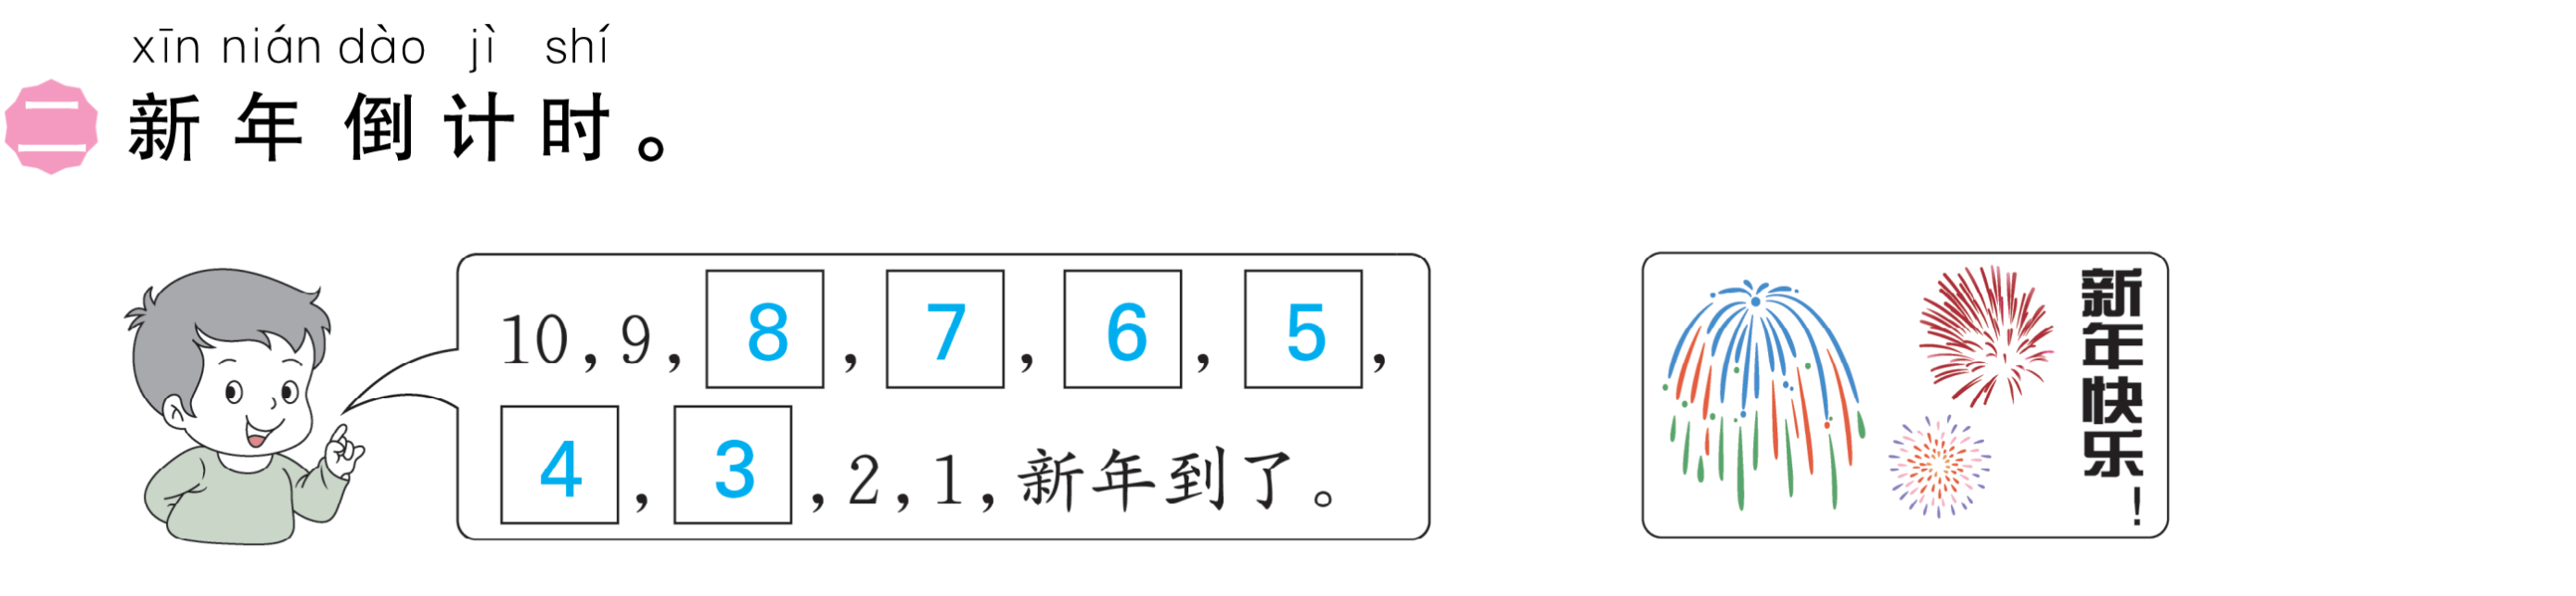 xīn nián dào jì shí
二 新年倒计时。
10,9,8,7,6,5,
4,3,2,1,新年到了。
新年快乐!